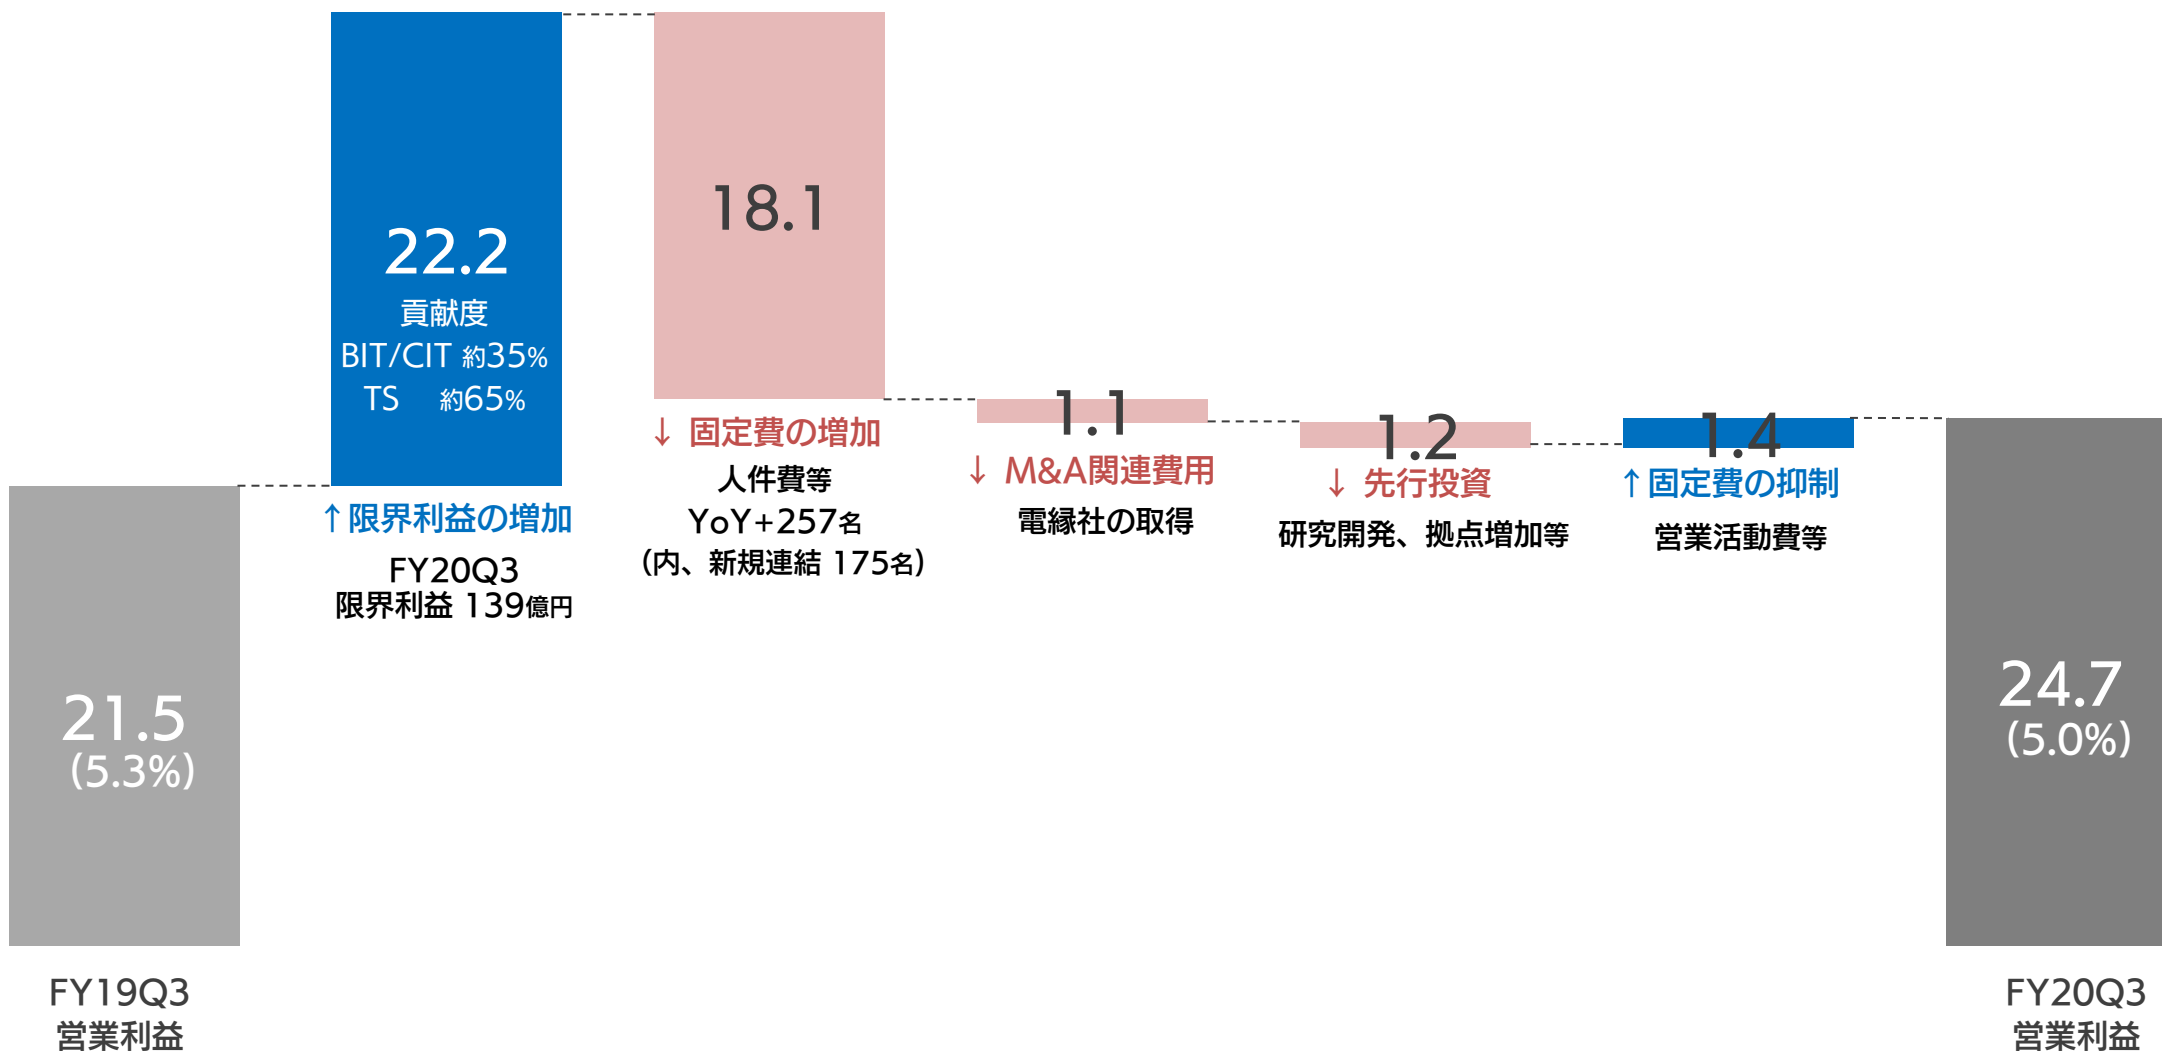 21.5
(5.3%)
FY19Q3
営業利益
22.2
貢献度
BIT/CIT 約35%
TS 約65%
↑限界利益の増加
FY20Q3
限界利益 139億円
18.1
↓ 固定費の増加
人件費等
YoY+257名
(内、新規連結 175名)
1.1
↓ M&A関連費用
電縁社の取得
1.2
↓ 先行投資
研究開発、拠点増加等
1.4
↑固定費の抑制
営業活動費等
24.7
(5.0%)
FY20Q3
営業利益